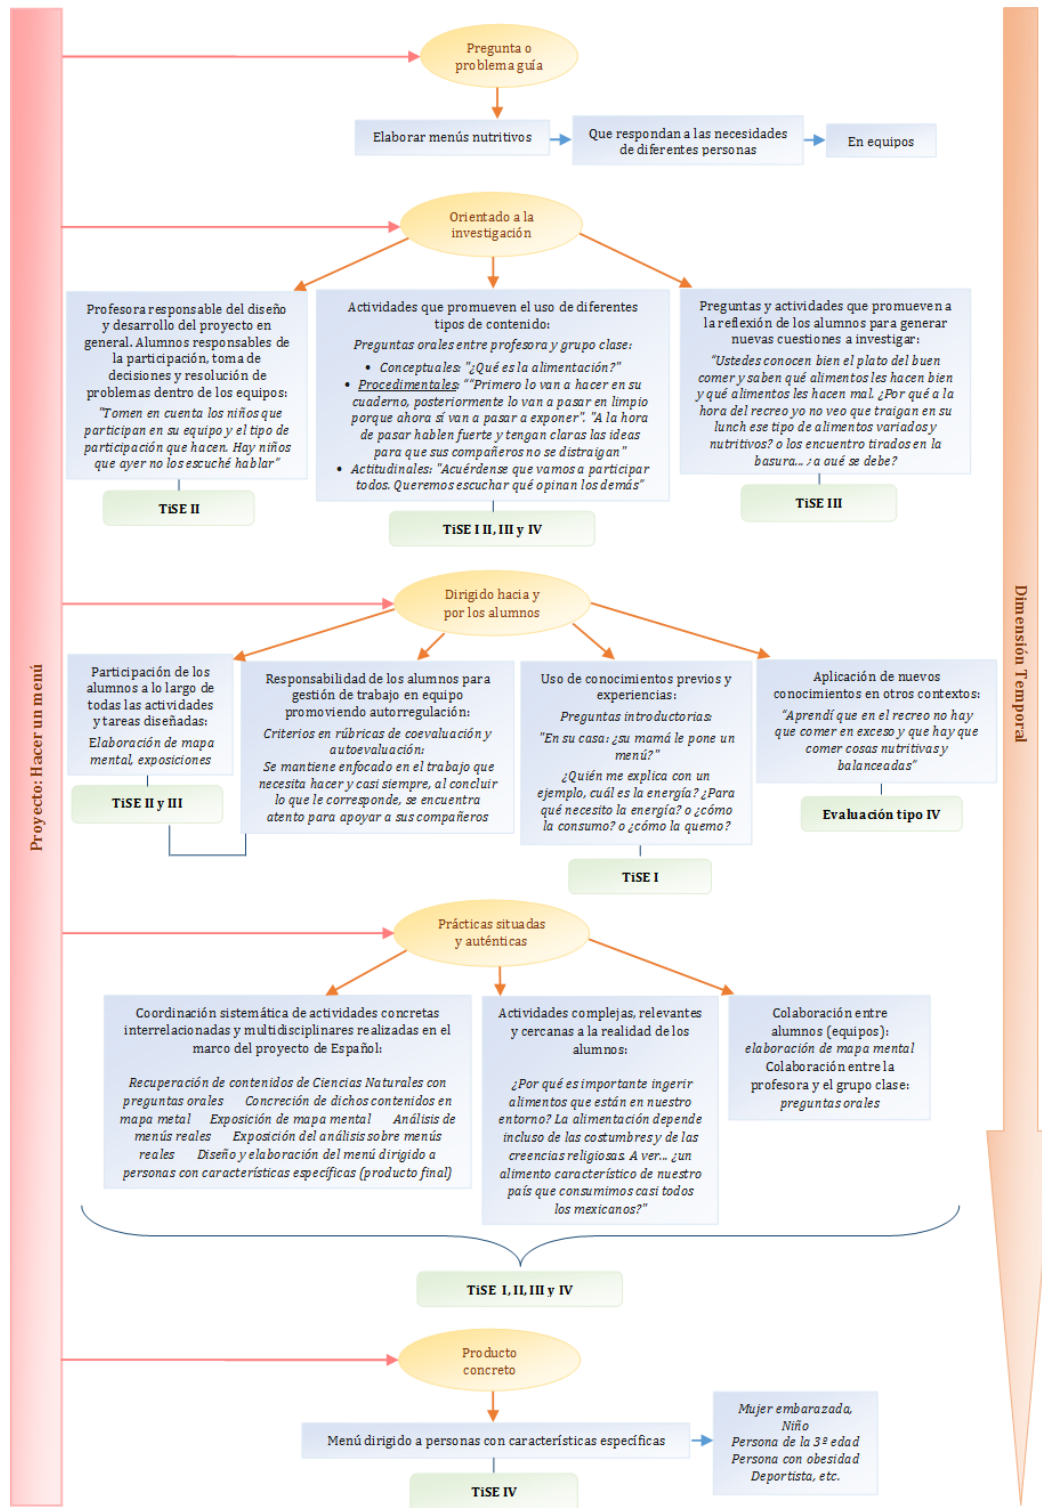 Proyecto: Hacer un menú
Dimensión Temporal
Pregunta o
problema guía
Elaborar menús nutritivos
Que respondan a las necesidades
de diferentes personas
En equipos
Orientado a la
investigación
Profesora responsable del diseño
y desarrollo del proyecto en
general. Alumnos responsables de
la participación, toma de
decisiones y resolución de
problemas dentro de los equipos:
"Tomen en cuenta los niños que
participan en su equipo y el tipo de
participación que hacen. Hay niños
que ayer no los escuché hablar"
TiSE II
Actividades que promueven el uso de diferentes
tipos de contenido:
Preguntas orales entre profesora y grupo clase:
• Conceptuales: "¿Qué es la alimentación?"
• Procedimentales: ""Primero lo van a hacer en su
cuaderno, posteriormente lo van a pasar en limpio
porque ahora sí van a pasar a exponer". "A la hora
de pasar hablen fuerte y tengan claras las ideas
para que sus compañeros no se distraigan"
• Actitudinales: "Acuérdense que vamos a participar
todos. Queremos escuchar qué opinan los demás"
TiSE I II, III y IV
Preguntas y actividades que promueven a
la reflexión de los alumnos para generar
nuevas cuestiones a investigar:
"Ustedes conocen bien el plato del buen
comer y saben qué alimentos les hacen bien
y qué alimentos les hacen mal. ¿Por qué a la
hora del recreo yo no veo que traigan en su
lunch ese tipo de alimentos variados y
nutritivos? o los encuentro tirados en la
basura... ¿a qué se debe?
TiSE III
Dirigido hacia y
por los alumnos
Participación de los
alumnos a lo largo de
todas las actividades
y tareas diseñadas:
Elaboración de mapa
mental, exposiciones
TiSE II y III
Responsabilidad de los alumnos para
gestión de trabajo en equipo
promoviendo autorregulación:
Criterios en rúbricas de coevaluación y
autoevaluación:
Se mantiene enfocado en el trabajo que
necesita hacer y casi siempre, al concluir
lo que le corresponde, se encuentra
atento para apoyar a sus compañeros
Uso de conocimientos previos y
experiencias:
Preguntas introductorias:
"En su casa: ¿su mamá le pone un
menú?"
¿Quién me explica con un
ejemplo, cuál es la energía? ¿Para
qué necesito la energía? o ¿cómo
la consumo? o ¿cómo la quemo?
TiSE I
Aplicación de nuevos
conocimientos en otros contextos:
"Aprendí que en el recreo no hay
que comer en exceso y que hay que
comer cosas nutritivas y
balanceadas"
Evaluación tipo IV
Prácticas situadas
y auténticas
Coordinación sistemática de actividades concretas
interrelacionadas y multidisciplinares realizadas en el
marco del proyecto de Español:
Recuperación de contenidos de Ciencias Naturales con
preguntas orales Concreción de dichos contenidos en
mapa metal Exposición de mapa mental Análisis de
menús reales Exposición del análisis sobre menús
reales Diseño y elaboración del menú dirigido a
personas con características específicas (producto final)
Actividades complejas, relevantes
y cercanas a la realidad de los
alumnos:
¿Por qué es importante ingerir
alimentos que están en nuestro
entorno? La alimentación depende
incluso de las costumbres y de las
creencias religiosas. A ver... ¿un
alimento característico de nuestro
país que consumimos casi todos
los mexicanos?"
Colaboración entre
alumnos (equipos):
elaboración de mapa mental
Colaboración entre la
profesora y el grupo clase:
preguntas orales
TiSE I, II, III y IV
Producto
concreto
Menú dirigido a personas con características específicas
Mujer embarazada,
Niño
Persona de la 3ª edad
Persona con obesidad
Deportista, etc.
TiSE IV